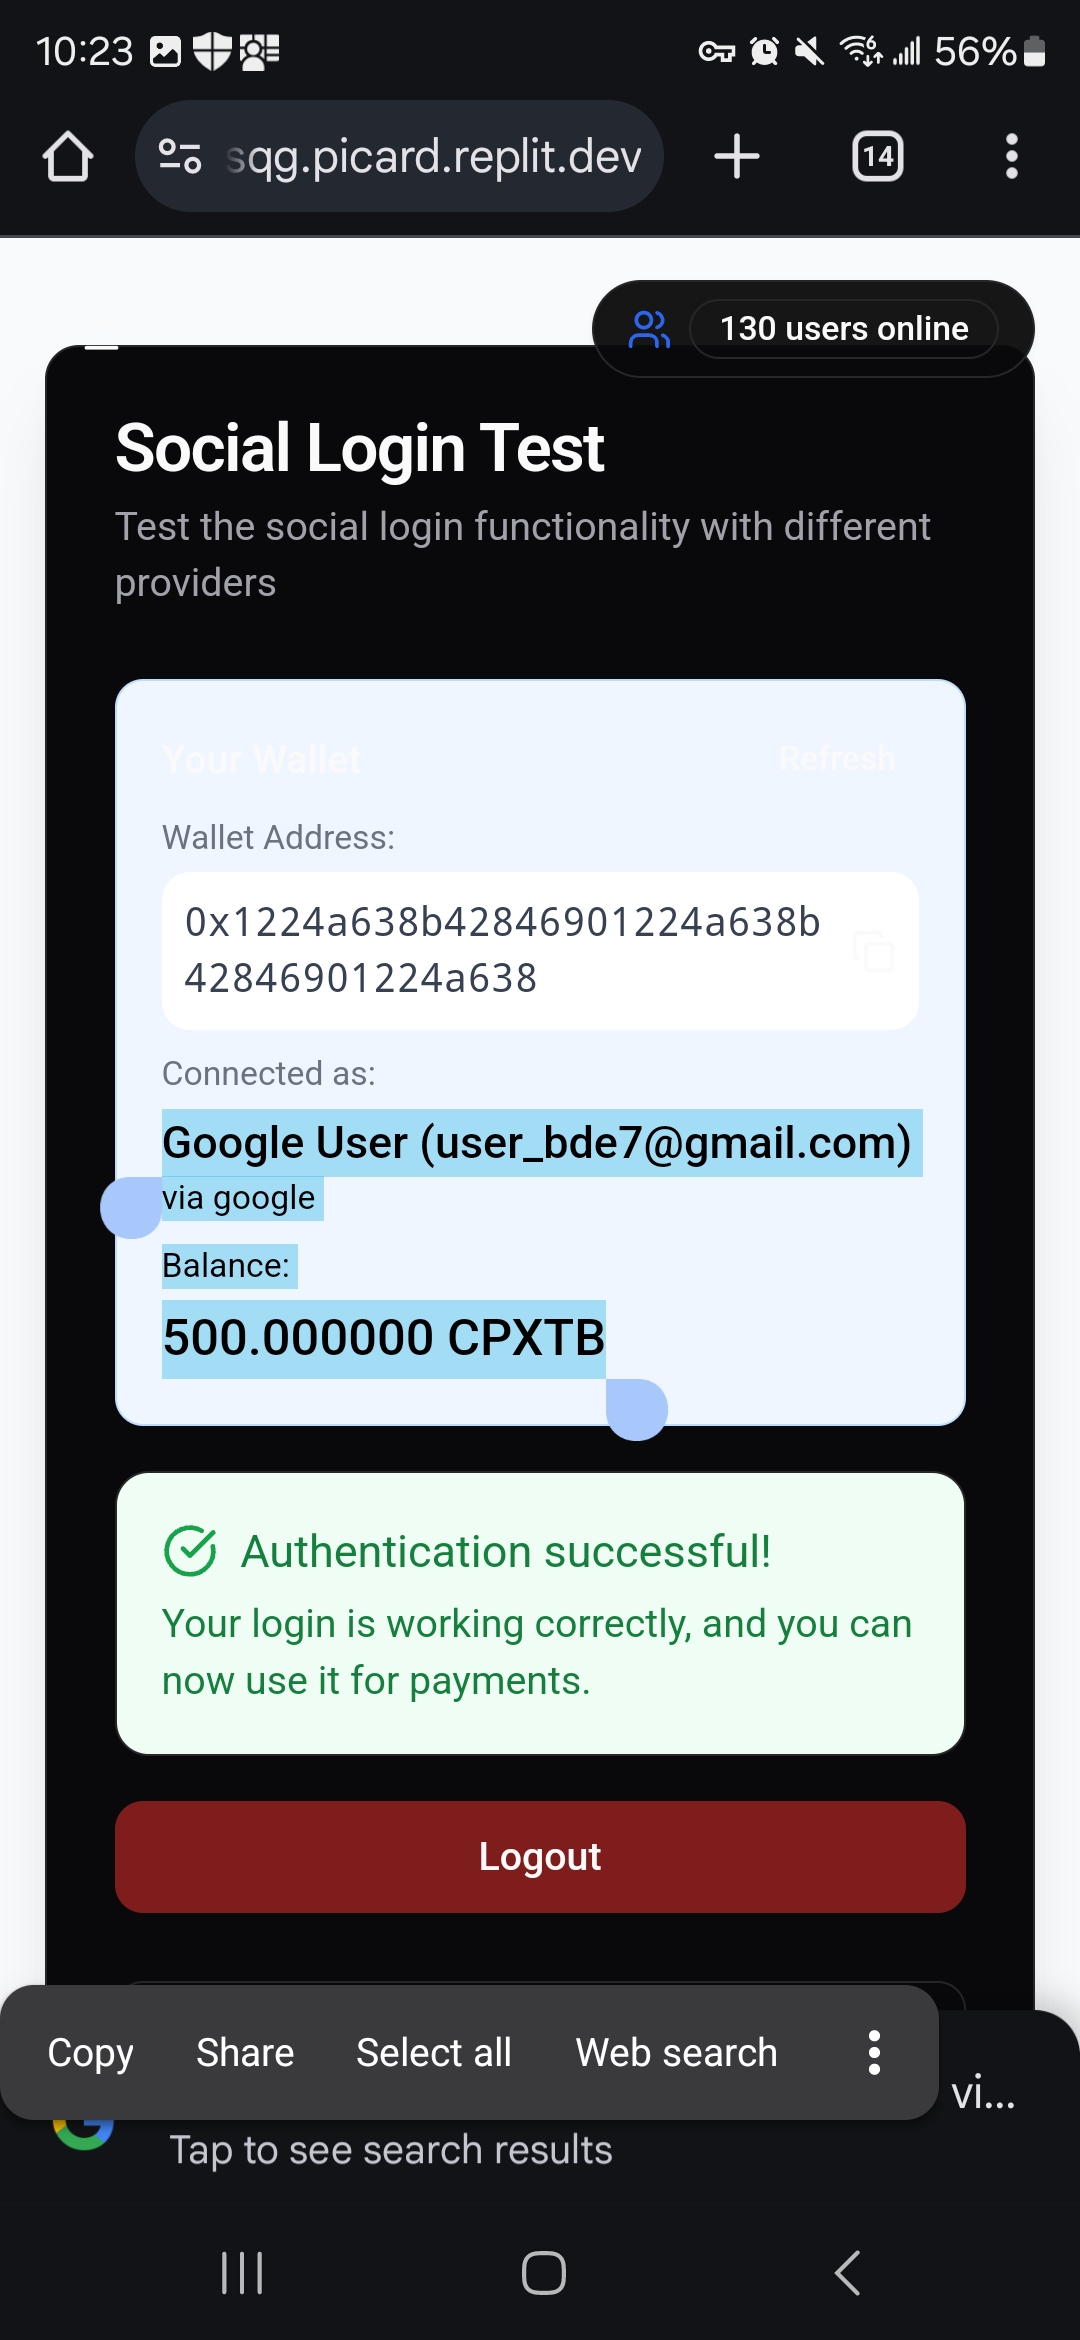 10:23
56%
sqg.picard.replit.dev
14
130 users online
Social Login Test
Test the social login functionality with different
providers
Your Wallet
Refresh
Wallet Address:
0x1224a638b42846901224a638b
42846901224a638
Connected as:
Google User (user_bde7@gmail.com)
via google
Balance:
500.000000 CPXTB
Authentication successful!
Your login is working correctly, and you can
now use it for payments.
Logout
Copy
Share
Select all
Web search
vi...
Tap to see search results